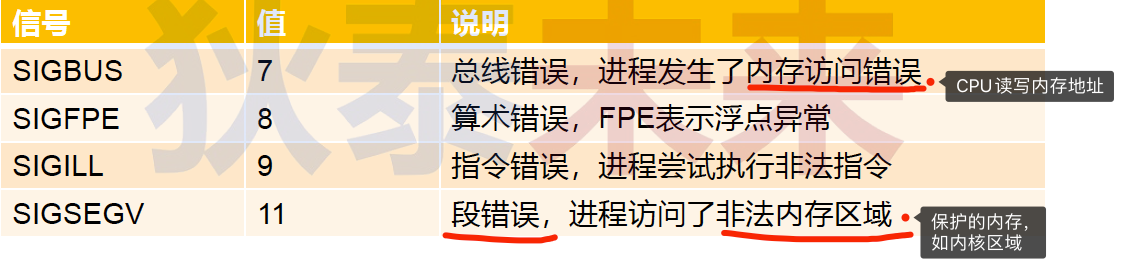 信号 值 说明
SIGBUS 7 总线错误，进程发生了内存访问错误
CPU读写内存地址
SIGFPE 8 算术错误，FPE表示浮点异常
SIGILL 9 指令错误，进程尝试执行非法指令
SIGSEGV 11 段错误，进程访问了非法内存区域
保护的内存，
如内核区域
狄泰未来